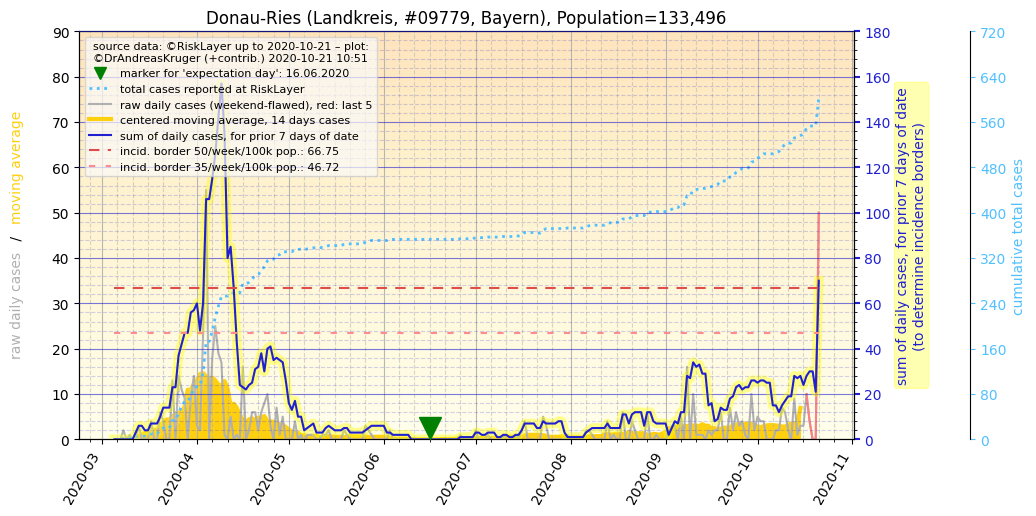 Donau-Ries (Landkreis, #09779, Bayern), Population=133,496
source data: ©RiskLayer up to 2020-10-21 – plot:
©DrAndreasKruger (+contrib.) 2020-10-21 10:51
marker for 'expectation day': 16.06.2020
total cases reported at RiskLayer
raw daily cases (weekend-flawed), red: last 5
centered moving average, 14 days cases
sum of daily cases, for prior 7 days of date
incid. border 50/week/100k pop.: 66.75
incid. border 35/week/100k pop.: 46.72
raw daily cases / moving average
90
80
70
60
50
40
30
20
10
0
2020-03
2020-04
2020-05
2020-06
2020-07
2020-08
2020-09
2020-10
2020-11
180
160
140
120
100
80
60
40
20
0
sum of daily cases, for prior 7 days of date
(to determine incidence borders)
720
640
560
480
400
320
240
160
80
0
cumulative total cases